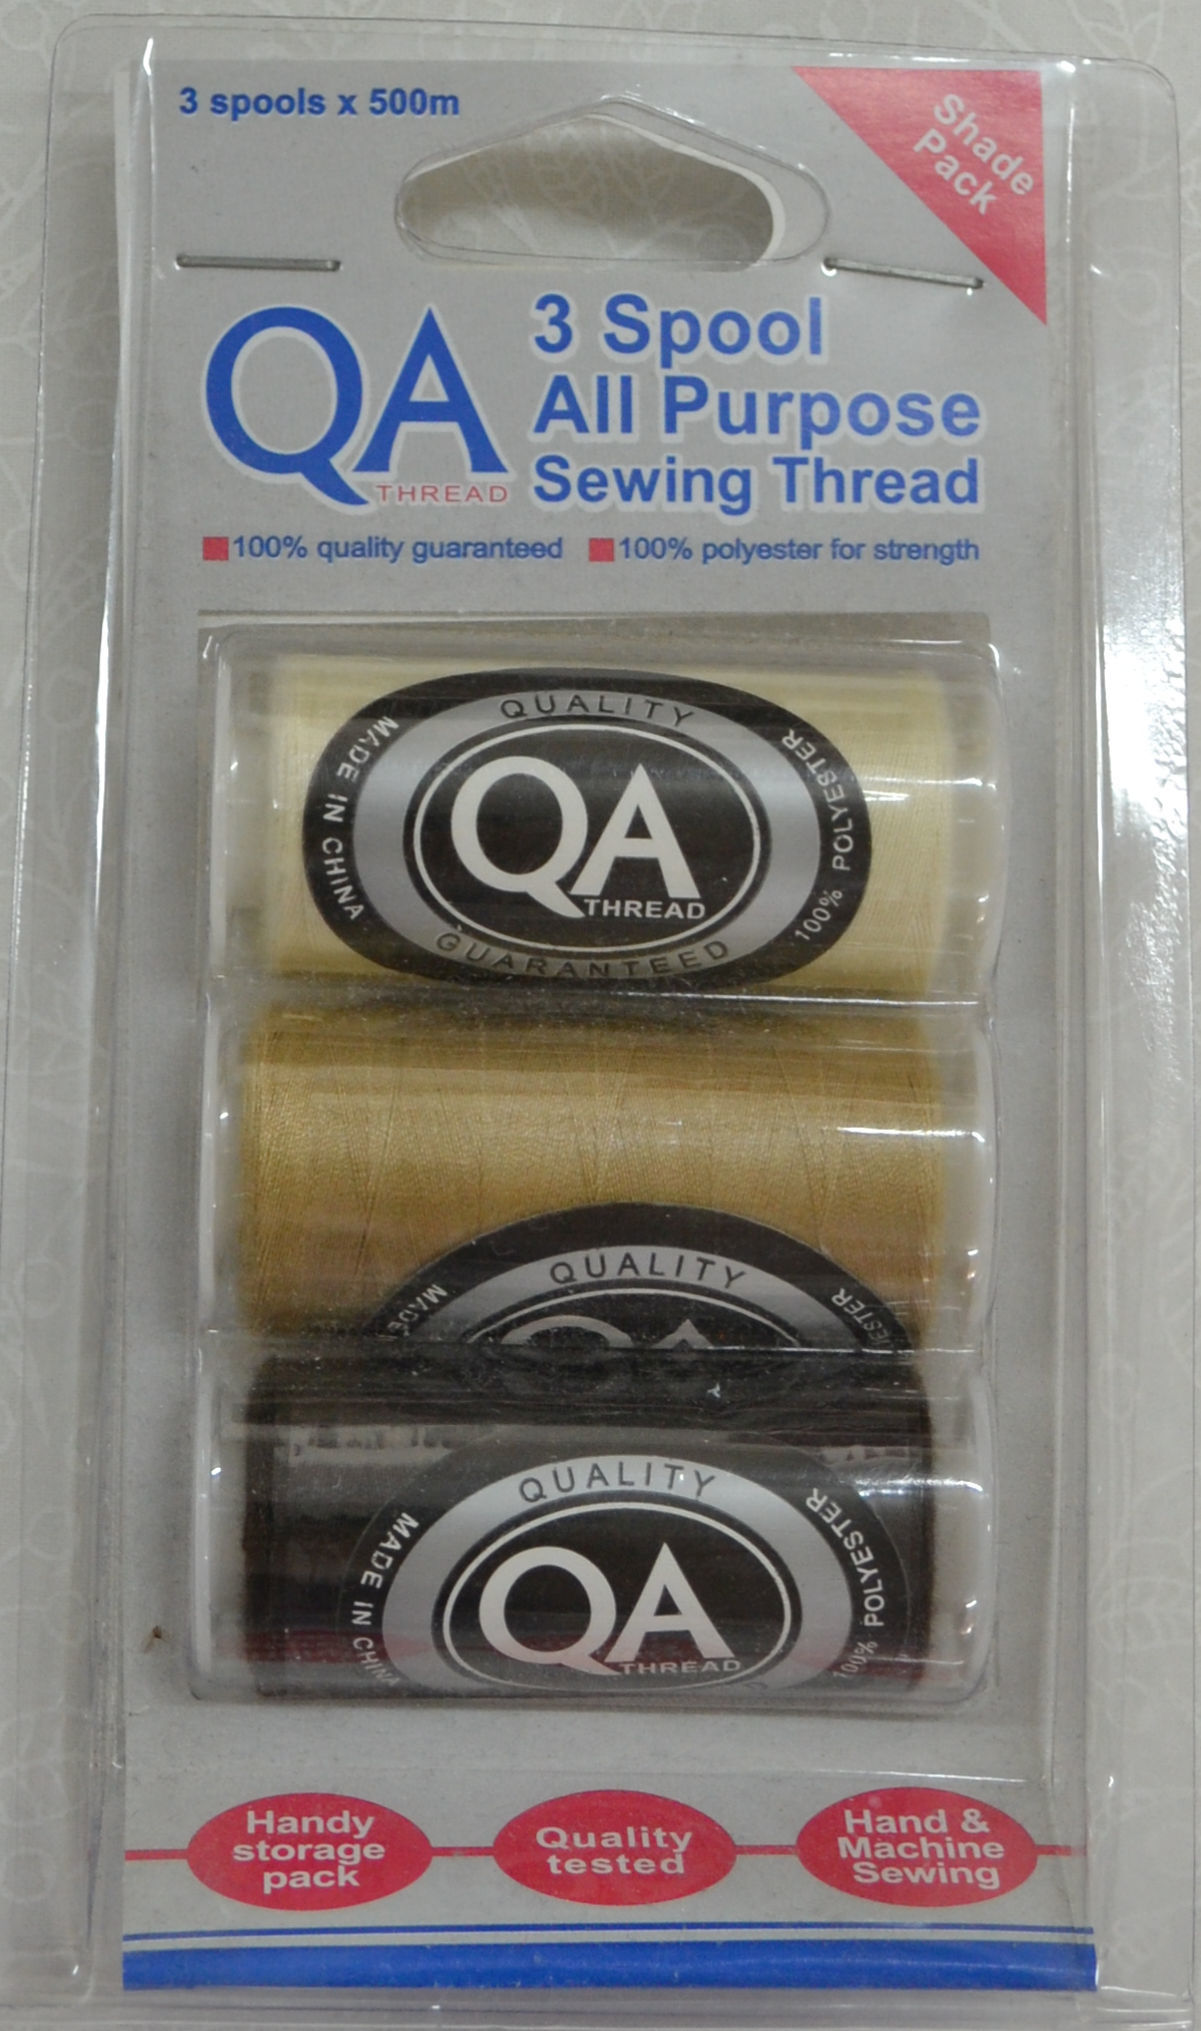 3 spools x 500m
Shade
Pack
QA
THREAD
3 Spool
All Purpose
Sewing Thread
100% quality guaranteed
100% polyester for strength
QUALITY
MADE IN CHINA
QA
THREAD
100% POLYESTER
GUARANTEED
QUALITY
MADE
QUALITY
MADE IN CHINA
QA
THREAD
100% POLYESTER
Handy
storage
pack
Quality
tested
Hand &
Machine
Sewing